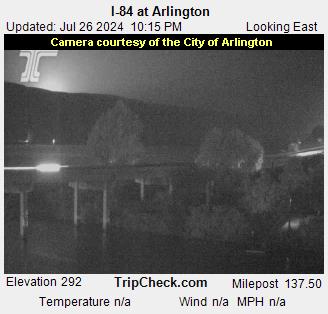 I-84 at Arlington
Updated: Jul 26 2024 10:15 PM Looking East
Camera courtesy of the City of Arlington
Elevation 292 TripCheck.com Milepost 137.50
Temperature n/a Wind n/a MPH n/a